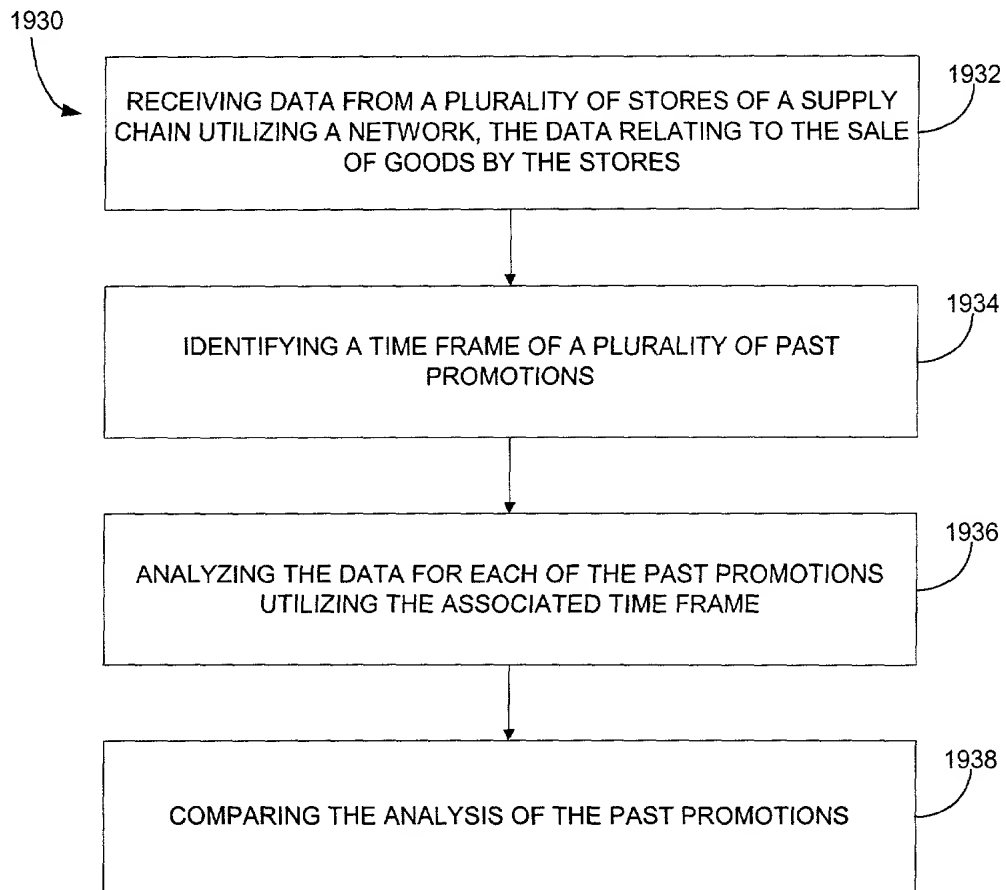 1930
1932
RECEIVING DATA FROM A PLURALITY OF STORES OF A SUPPLY
CHAIN UTILIZING A NETWORK, THE DATA RELATING TO THE SALE
OF GOODS BY THE STORES
1934
IDENTIFYING A TIME FRAME OF A PLURALITY OF PAST
PROMOTIONS
1936
ANALYZING THE DATA FOR EACH OF THE PAST PROMOTIONS
UTILIZING THE ASSOCIATED TIME FRAME
1938
COMPARING THE ANALYSIS OF THE PAST PROMOTIONS